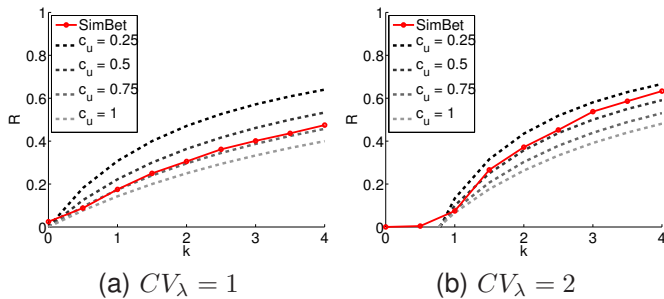 SimBet
c_u = 0.25
c_u = 0.5
c_u = 0.75
c_u = 1
1
0.8
0.6
0.4
0.2
0
R
0 1 2 3 4
k
(a) CV_λ = 1
SimBet
c_u = 0.25
c_u = 0.5
c_u = 0.75
c_u = 1
1
0.8
0.6
0.4
0.2
0
R
0 1 2 3 4
k
(b) CV_λ = 2